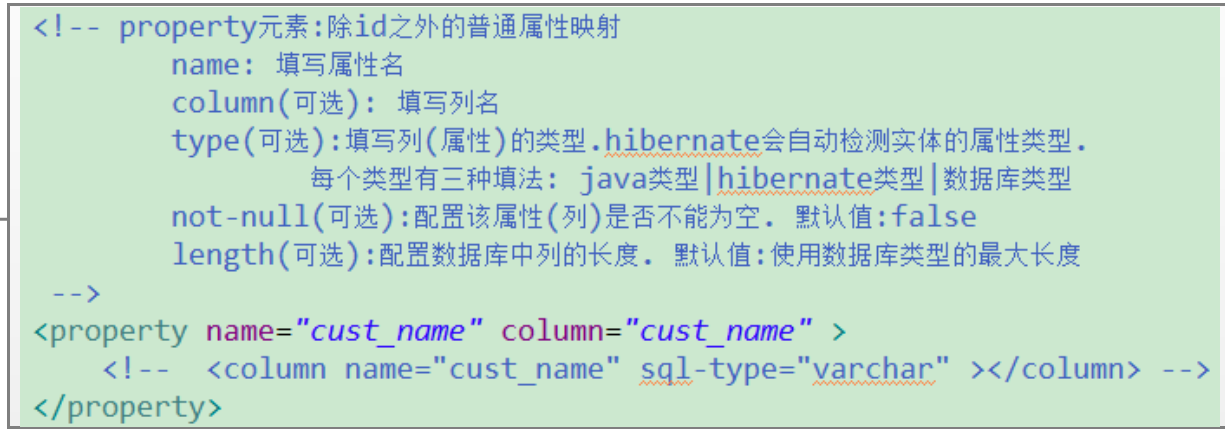 <!-- property元素:除id之外的普通属性映射
name: 填写属性名
column(可选): 填写列名
type(可选):填写列(属性)的类型.hibernate会自动检测实体的属性类型.
每个类型有三种填法: java类型|hibernate类型|数据库类型
not-null(可选):配置该属性(列)是否不能为空. 默认值:false
length(可选):配置数据库中列的长度. 默认值:使用数据库类型的最大长度
-->
<property name="cust_name" column="cust_name" >
<!-- <column name="cust_name" sql-type="varchar" ></column> -->
</property>